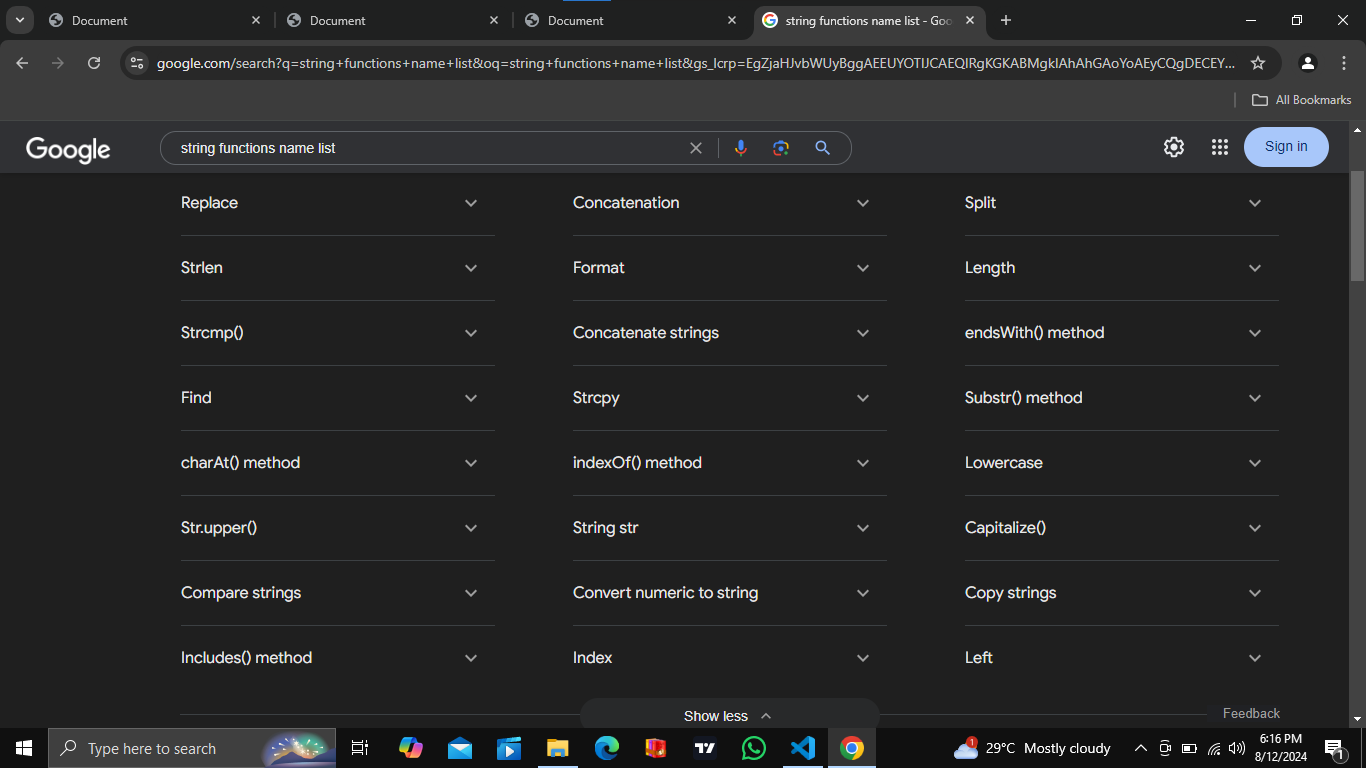 Document
Document
Document
string functions name list - Goo
google.com/search?q=string+functions+name+list&oq=string+functions+name+list&gs_lcrp=EgZjaHJvbWUyBggAEEUYOTIJCAEQIRgKGKABMgkIAhAhGAoYoAEyCQgDECEY...
All Bookmarks
Google
string functions name list
Sign in
Replace
Concatenation
Split
Strlen
Format
Length
Strcmp()
Concatenate strings
endsWith() method
Find
Strcpy
Substr() method
charAt() method
indexOf() method
Lowercase
Str.upper()
String str
Capitalize()
Compare strings
Convert numeric to string
Copy strings
Includes() method
Index
Left
Show less
Feedback
Type here to search
1
29°C Mostly cloudy
6:16 PM
8/12/2024
1